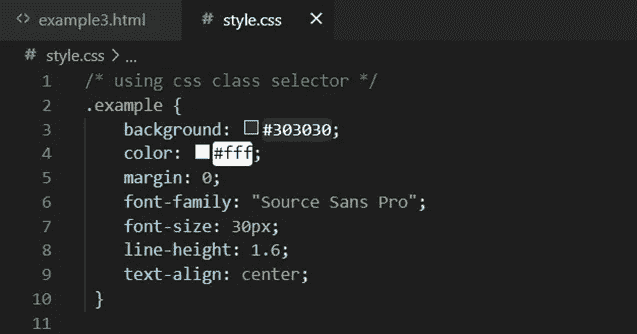 <> example3.html # style.css ×
# style.css > ...
1 /* using css class selector */
2 .example {
3 background: #303030;
4 color: #fff;
5 margin: 0;
6 font-family: "Source Sans Pro";
7 font-size: 30px;
8 line-height: 1.6;
9 text-align: center;
10 }
11